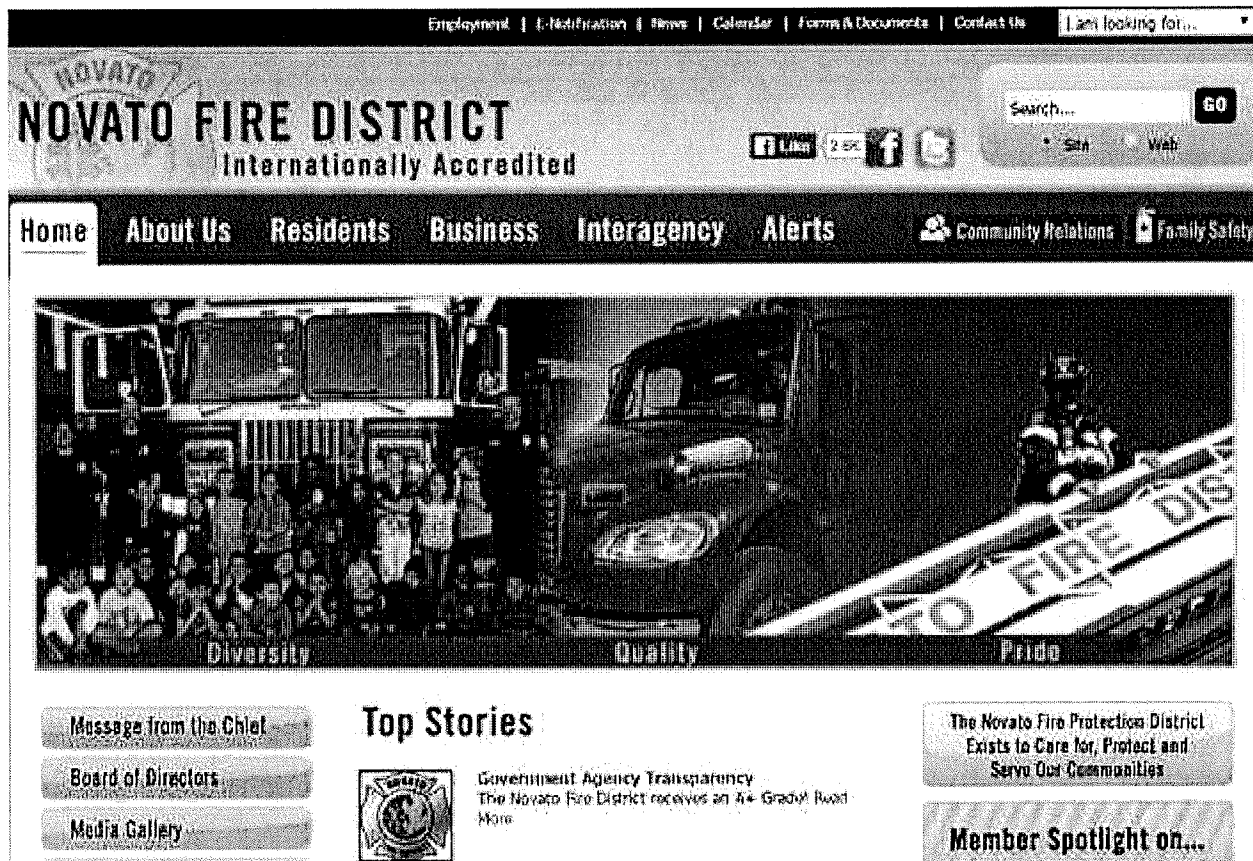 Employment | E-Notification | News | Calendar | Forms & Documents | Contact Us
I am looking for...
NOVATO
NOVATO FIRE DISTRICT
Internationally Accredited
Search...
GO
Like
Site
Web
Home
About Us
Residents
Business
Interagency
Alerts
Community Relations
Family Safety
TO FIRE DIS
Diversity
Quality
Pride
Message from the Chief
Board of Directors
Media Gallery
Top Stories
NOVATO
Government Agency Transparency
The Novato Fire District receives an A+ Grade! Read
More
The Novato Fire Protection District
Exists to Care for, Protect and
Serve Our Communities
Member Spotlight on...